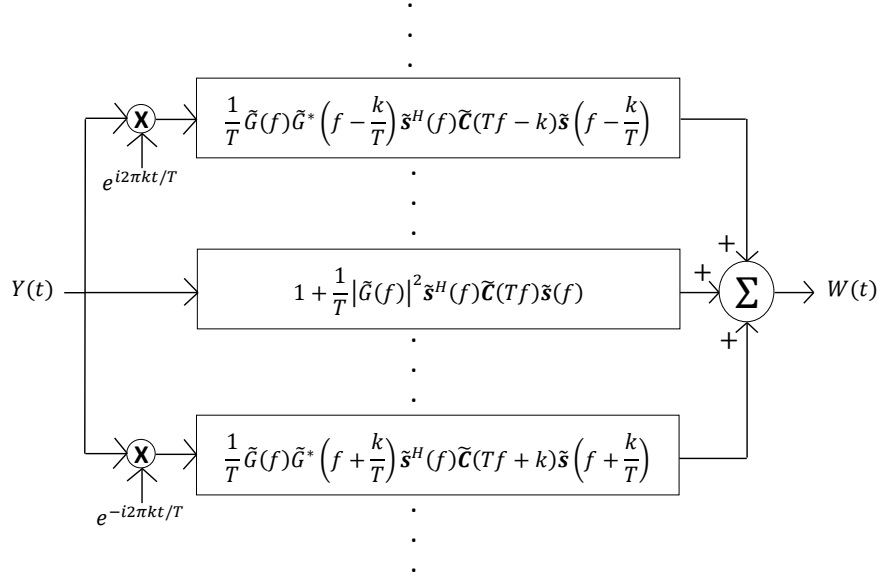 X
1/T G̃(f)G̃*(f − k/T) s̃ᴴ(f)C̃(Tf − k)s̃(f − k/T)
e^{i2πkt/T}
+
Y(t)
1 + 1/T |G̃(f)|² s̃ᴴ(f)C̃(Tf)s̃(f)
+
Σ
W(t)
+
X
1/T G̃(f)G̃*(f + k/T) s̃ᴴ(f)C̃(Tf + k)s̃(f + k/T)
e^{−i2πkt/T}